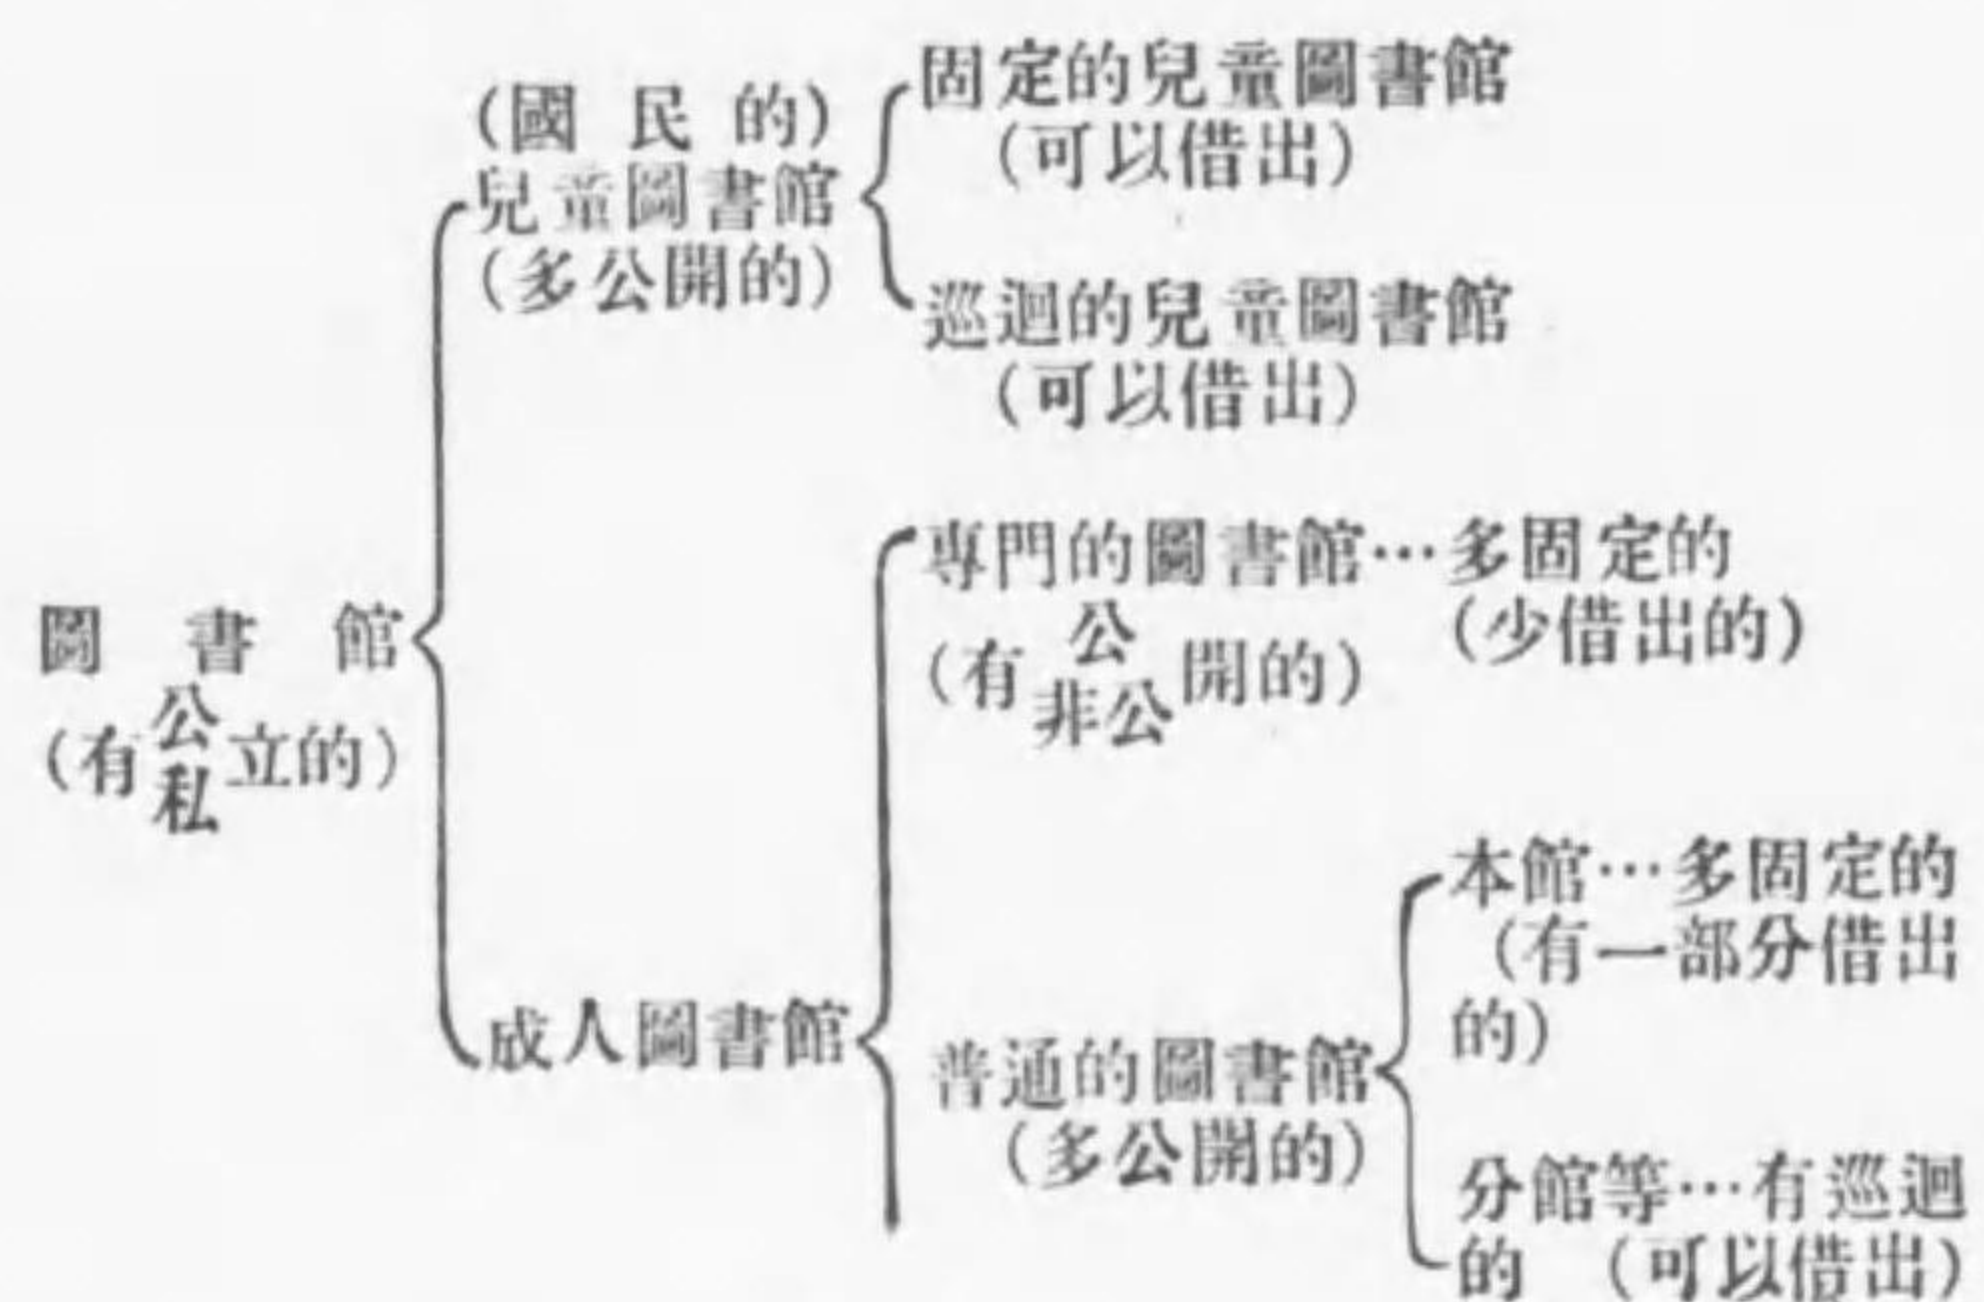 圖書館
(有公私立的)
(國民的)
兒童圖書館
(多公開的)
固定的兒童圖書館
(可以借出)
巡迴的兒童圖書館
(可以借出)
成人圖書館
專門的圖書館…多固定的
(少借出的)
(有公非公開的)
普通的圖書館
(多公開的)
本館…多固定的
(有一部分借出
的)
分館等…有巡迴
的 (可以借出)